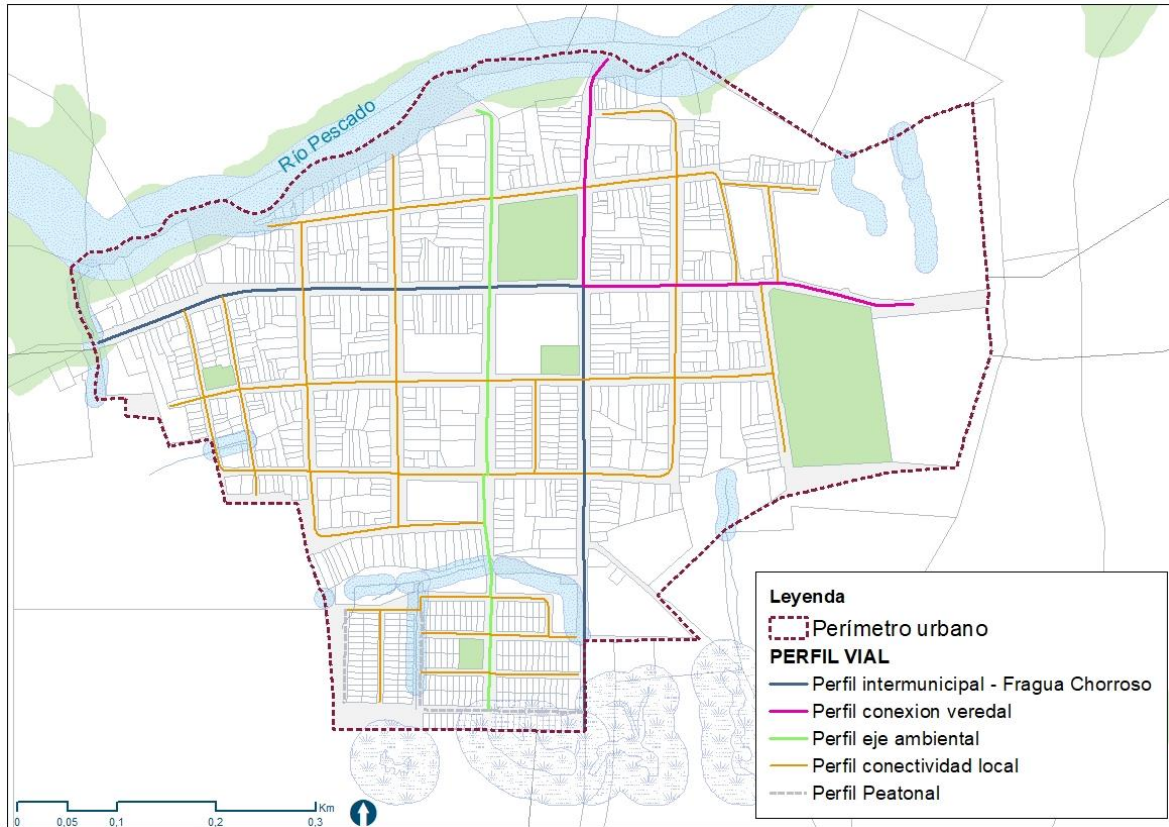 Río Pescado
Leyenda
Perímetro urbano
PERFIL VIAL
Perfil intermunicipal - Fragua Chorroso
Perfil conexion veredal
Perfil eje ambiental
Perfil conectividad local
Perfil Peatonal
Km
0 0,05 0,1 0,2 0,3